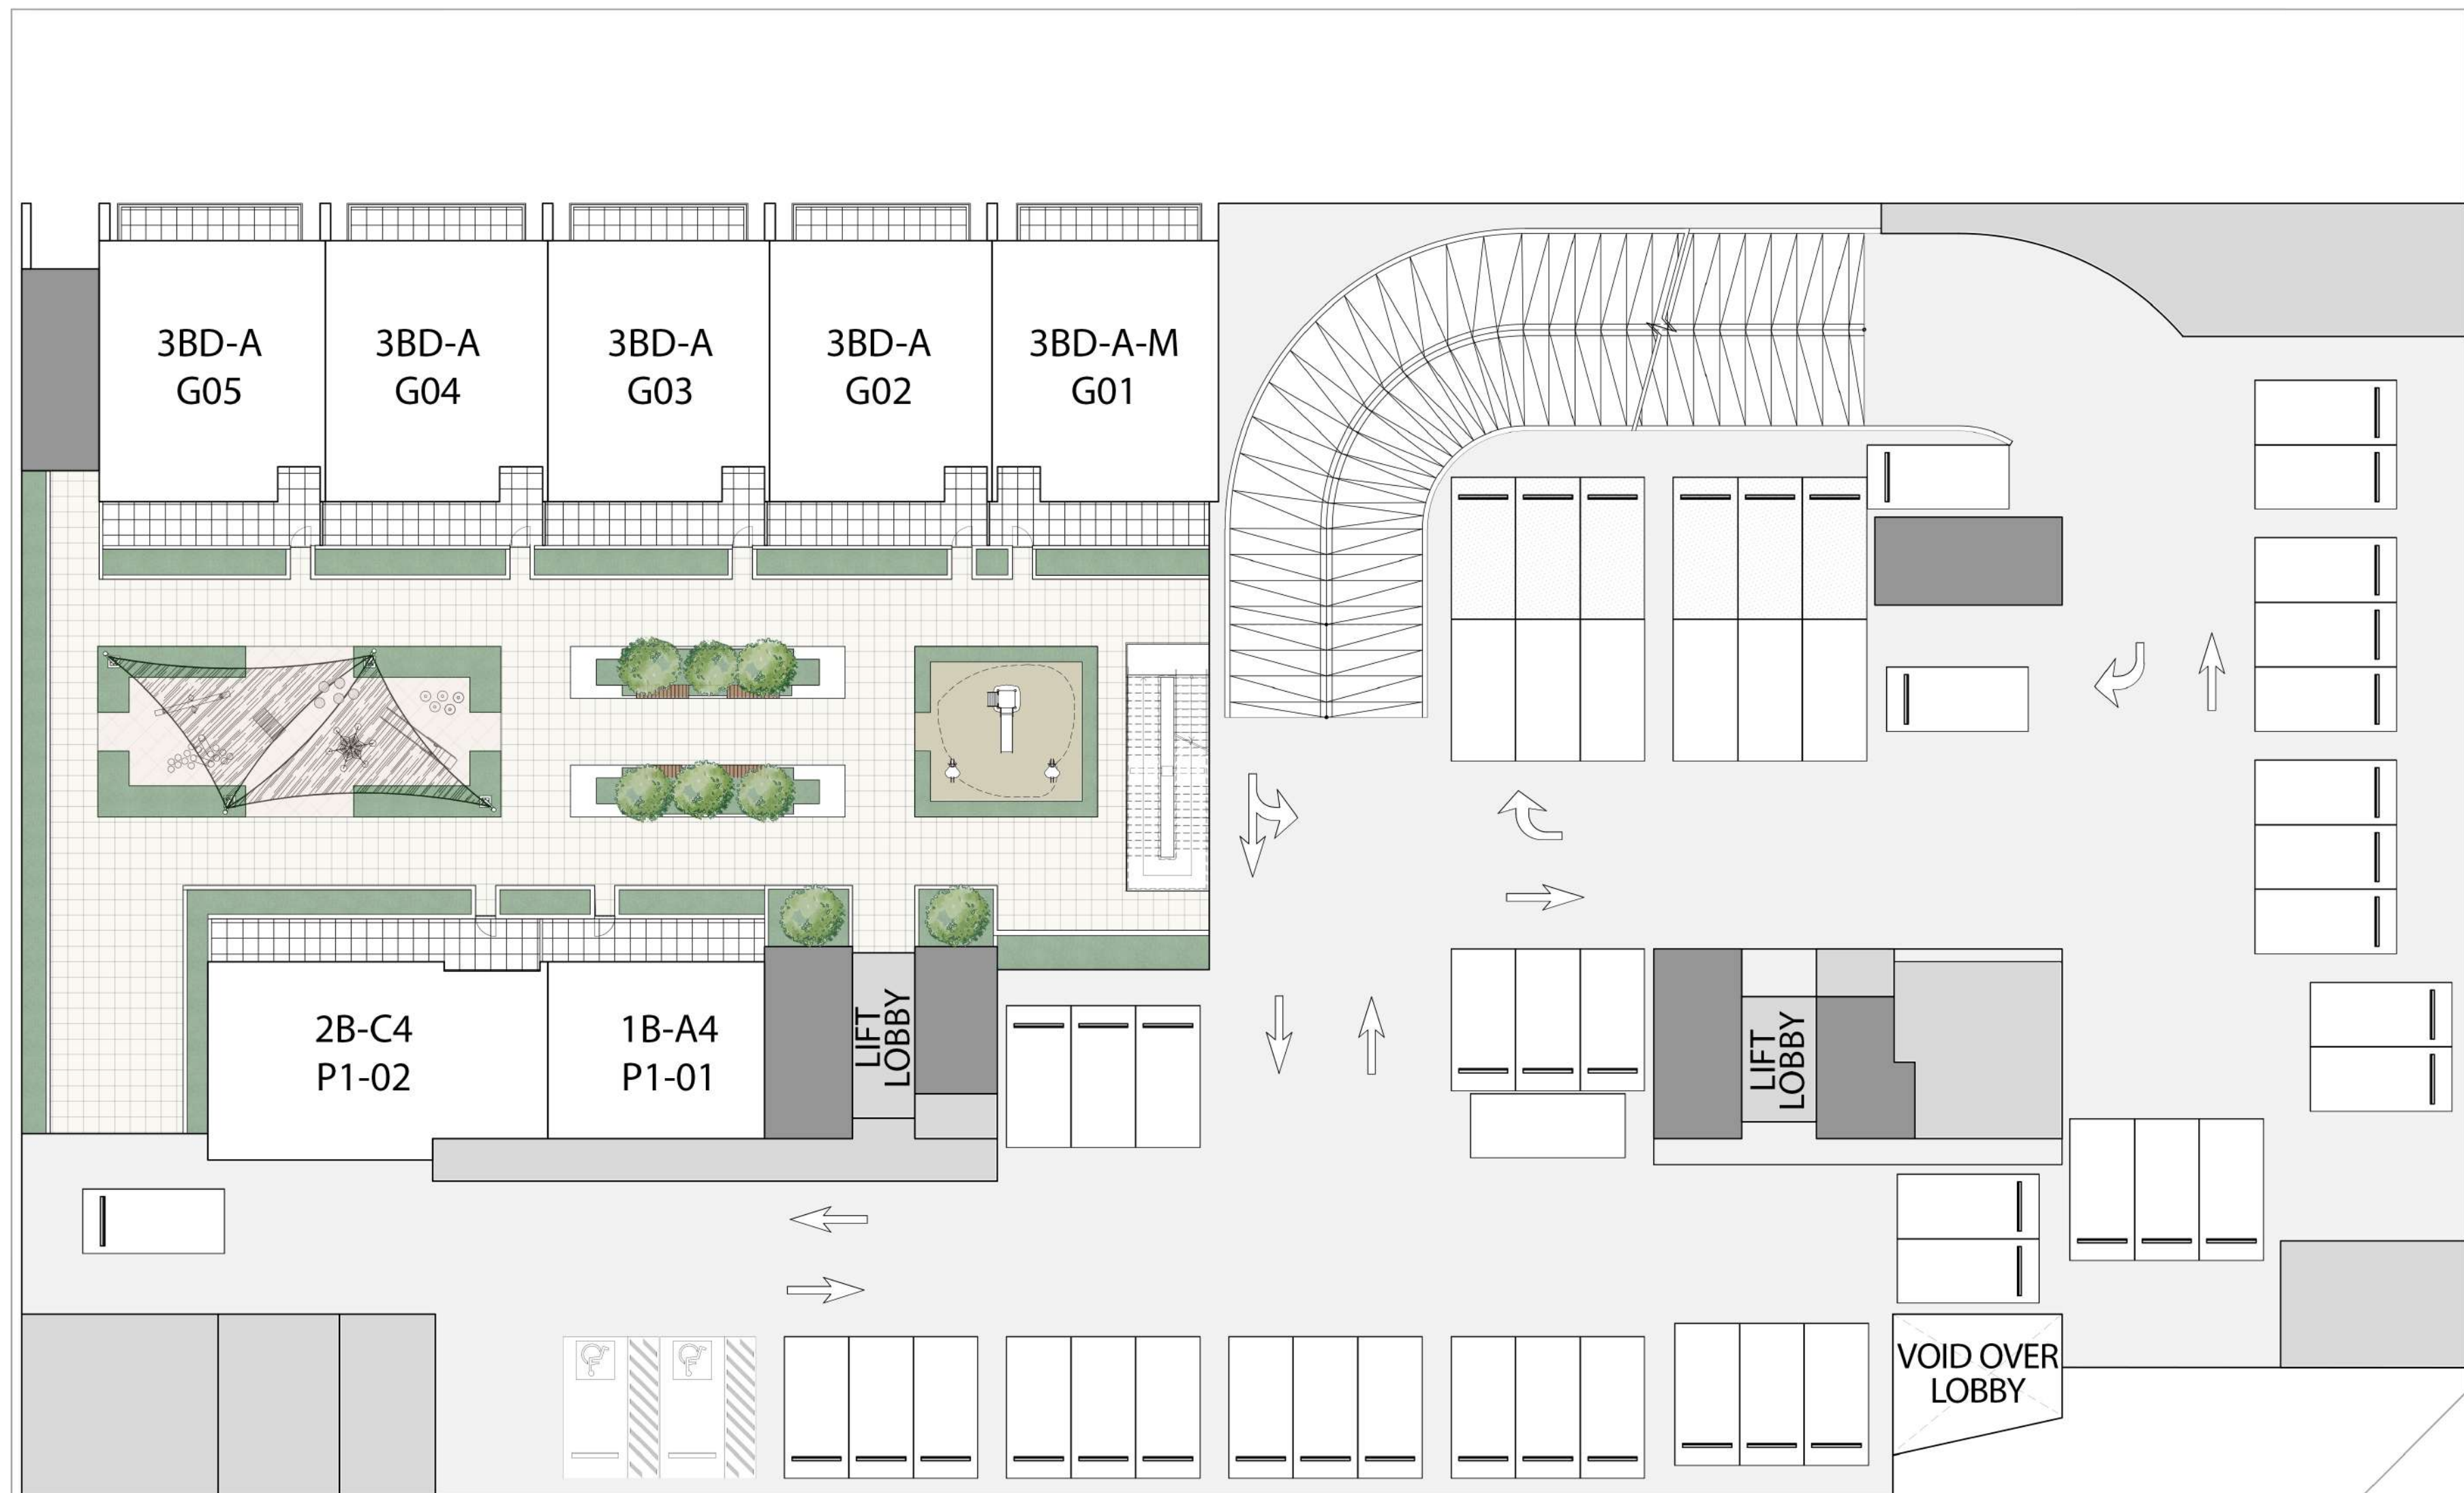 3BD-A
G05
3BD-A
G04
3BD-A
G03
3BD-A
G02
3BD-A-M
G01
2B-C4
P1-02
1B-A4
P1-01
LIFT
LOBBY
LIFT
LOBBY
VOID OVER
LOBBY